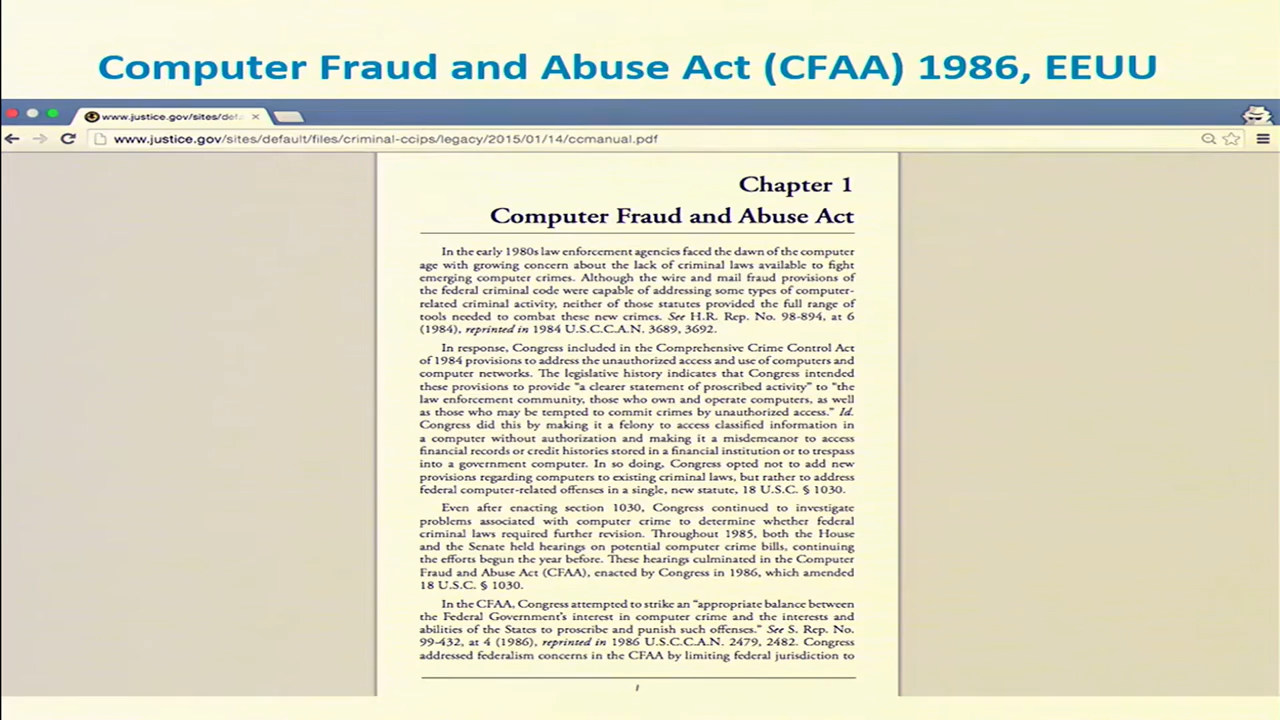 Computer Fraud and Abuse Act (CFAA) 1986, EEUU
www.justice.gov/sites/def
www.justice.gov/sites/default/files/criminal-ccips/legacy/2015/01/14/ccmanual.pdf
Chapter 1
Computer Fraud and Abuse Act
In the early 1980s law enforcement agencies faced the dawn of the computer
age with growing concern about the lack of criminal laws available to fight
emerging computer crimes. Although the wire and mail fraud provisions of
the federal criminal code were capable of addressing some types of computer-
related criminal activity, neither of those statutes provided the full range of
tools needed to combat these new crimes. See H.R. Rep. No. 98-894, at 6
(1984), reprinted in 1984 U.S.C.C.A.N. 3689, 3692.
In response, Congress included in the Comprehensive Crime Control Act
of 1984 provisions to address the unauthorized access and use of computers and
computer networks. The legislative history indicates that Congress intended
these provisions to provide “a clearer statement of proscribed activity” to “the
law enforcement community, those who own and operate computers, as well
as those who may be tempted to commit crimes by unauthorized access.” Id.
Congress did this by making it a felony to access classified information in
a computer without authorization and making it a misdemeanor to access
financial records or credit histories stored in a financial institution or to trespass
into a government computer. In so doing, Congress opted not to add new
provisions regarding computers to existing criminal laws, but rather to address
federal computer-related offenses in a single, new statute, 18 U.S.C. § 1030.
Even after enacting section 1030, Congress continued to investigate
problems associated with computer crime to determine whether federal
criminal laws required further revision. Throughout 1985, both the House
and the Senate held hearings on potential computer crime bills, continuing
the efforts begun the year before. These hearings culminated in the Computer
Fraud and Abuse Act (CFAA), enacted by Congress in 1986, which amended
18 U.S.C. § 1030.
In the CFAA, Congress attempted to strike an “appropriate balance between
the Federal Government’s interest in computer crime and the interests and
abilities of the States to proscribe and punish such offenses.” See S. Rep. No.
99-432, at 4 (1986), reprinted in 1986 U.S.C.C.A.N. 2479, 2482. Congress
addressed federalism concerns in the CFAA by limiting federal jurisdiction to
1